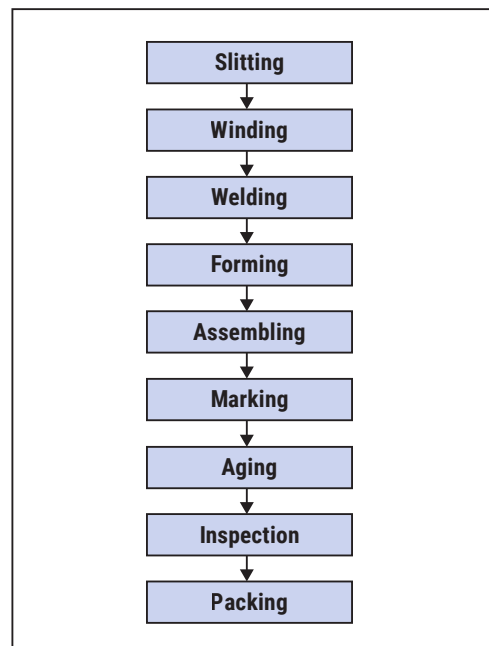 Slitting
Winding
Welding
Forming
Assembling
Marking
Aging
Inspection
Packing